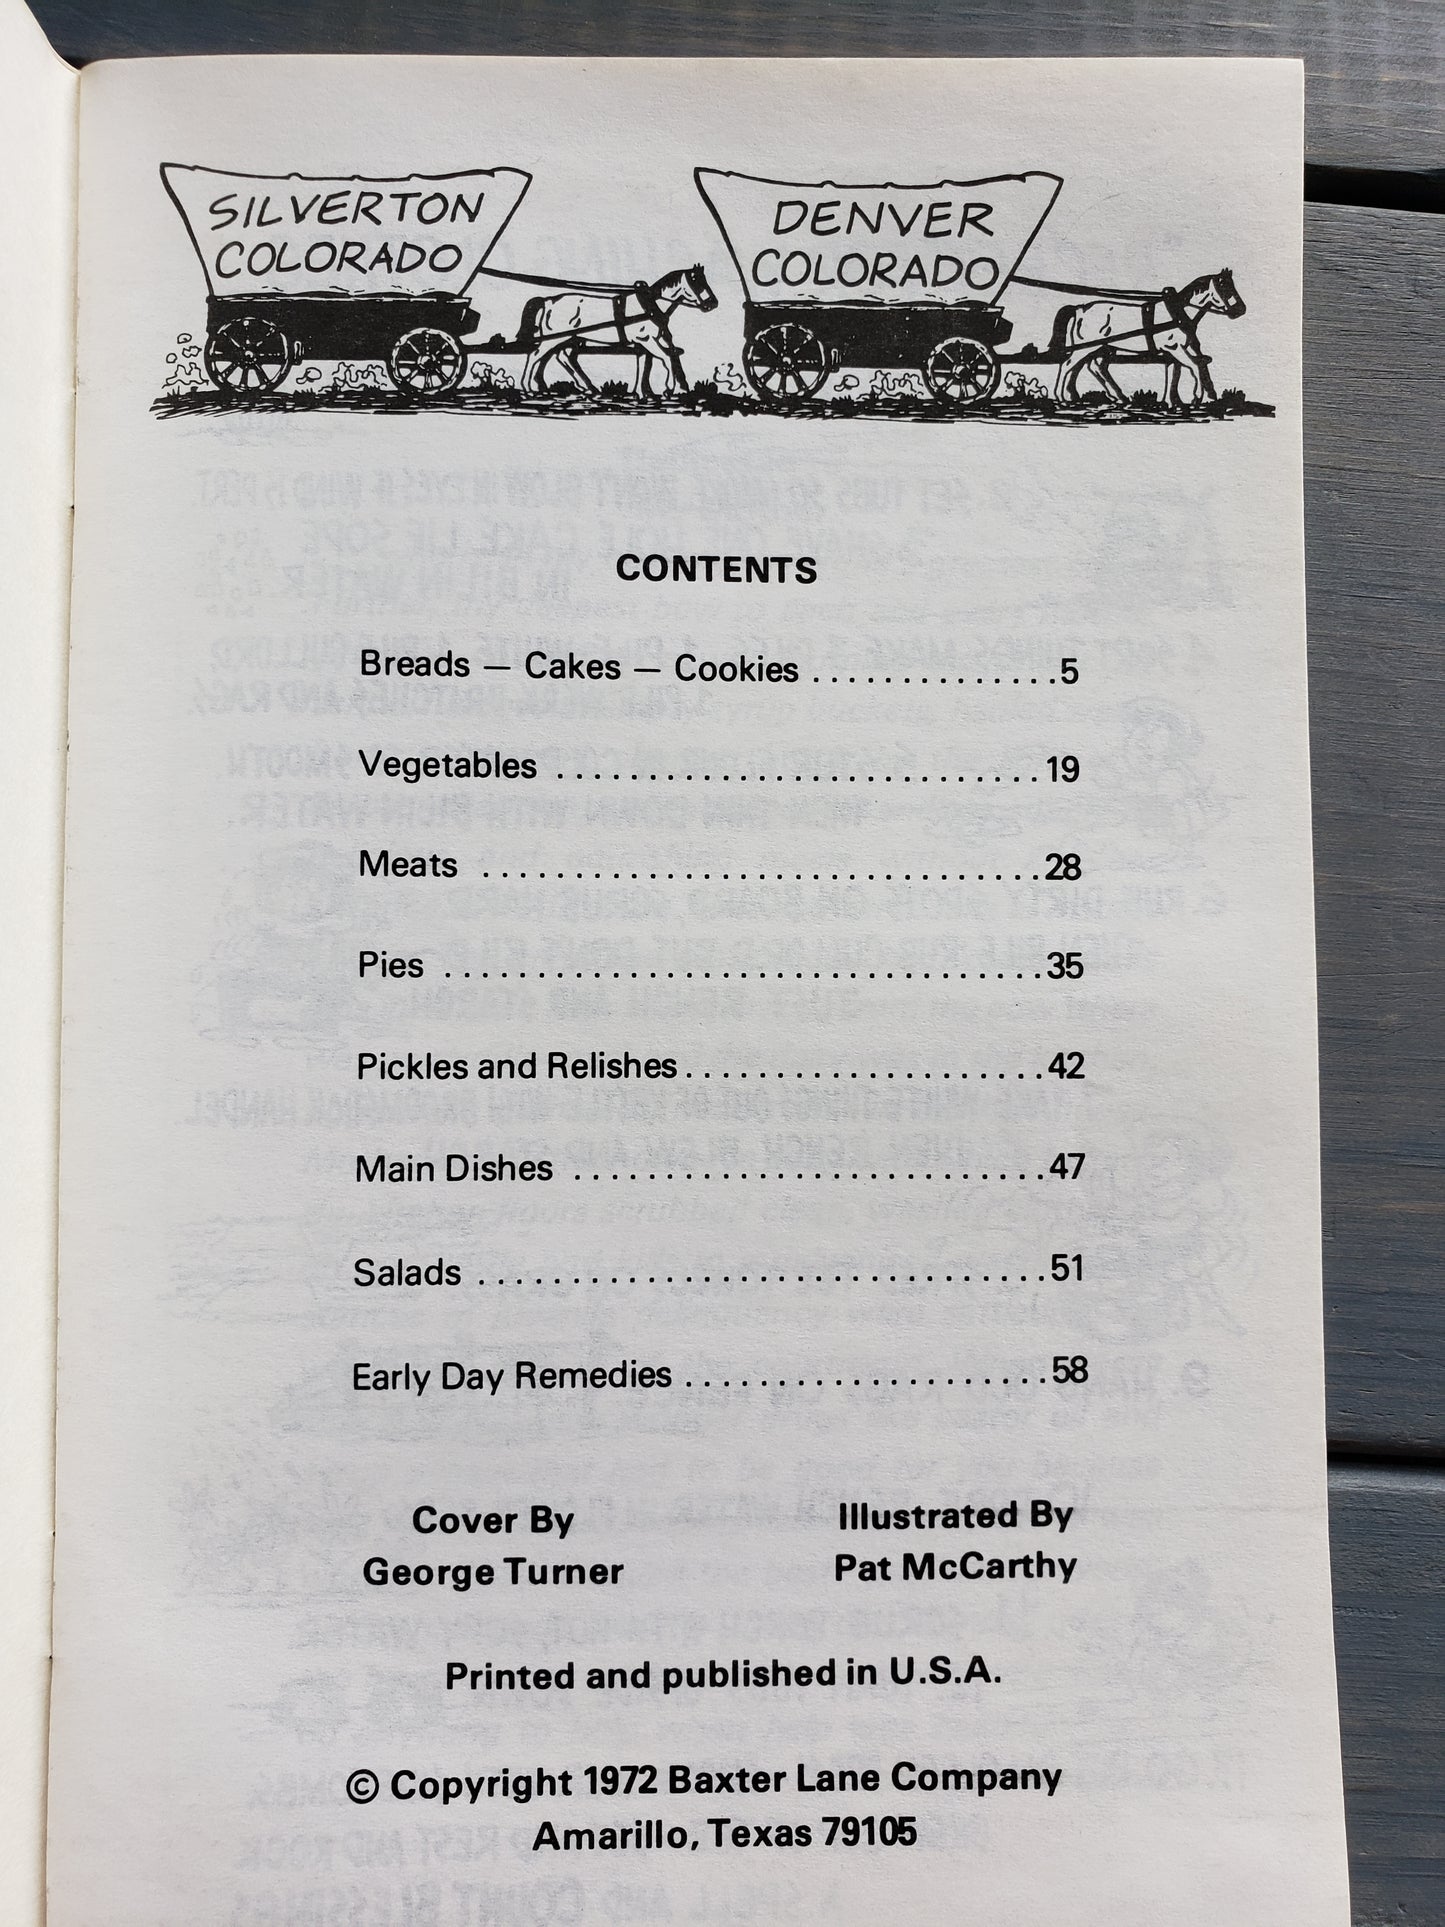 SILVERTON
COLORADO
DENVER
COLORADO
CONTENTS
Breads — Cakes — Cookies ..............5
Vegetables ...........................19
Meats ...............................28
Pies .................................35
Pickles and Relishes....................42
Main Dishes ..........................47
Salads ................................51
Early Day Remedies ....................58
Cover By
George Turner
Illustrated By
Pat McCarthy
Printed and published in U.S.A.
© Copyright 1972 Baxter Lane Company
Amarillo, Texas 79105